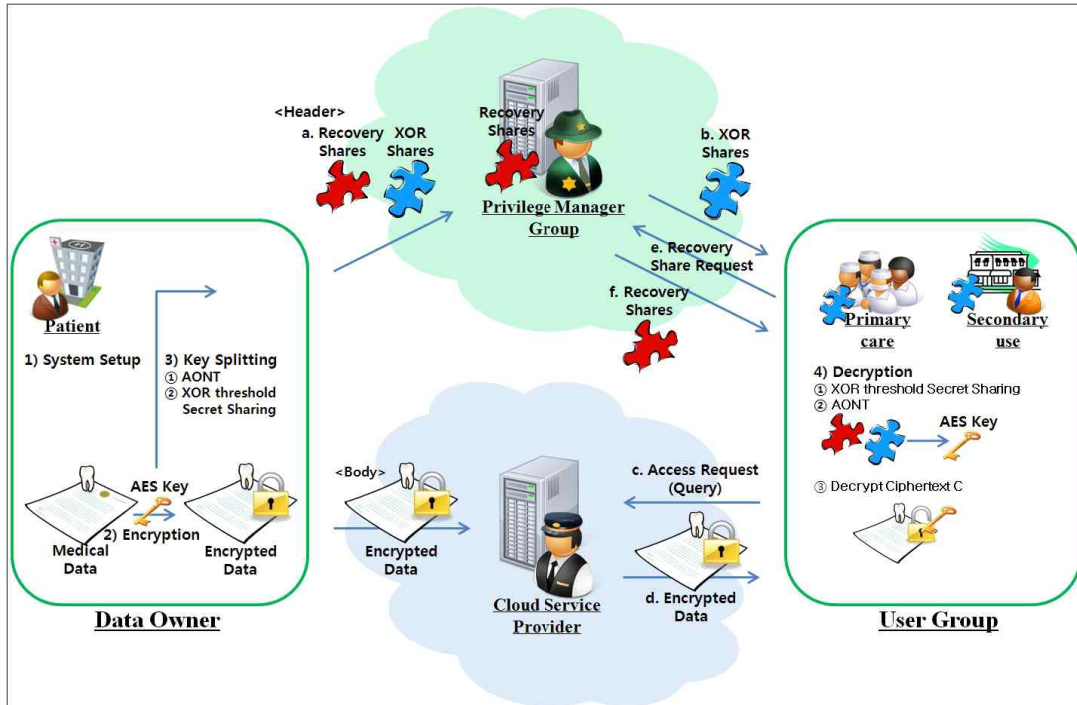 <Header>
a. Recovery
Shares
XOR
Shares
Recovery
Shares
b. XOR
Shares
Privilege Manager
Group
e. Recovery
Share Request
f. Recovery
Shares
Patient
1) System Setup
3) Key Splitting
① AONT
② XOR threshold
Secret Sharing
AES Key
2) Encryption
Medical
Data
Encrypted
Data
Data Owner
<Body>
Encrypted
Data
Cloud Service
Provider
c. Access Request
(Query)
d. Encrypted
Data
Primary
care
Secondary
use
4) Decryption
① XOR threshold Secret Sharing
② AONT
AES Key
③ Decrypt Ciphertext C
User Group